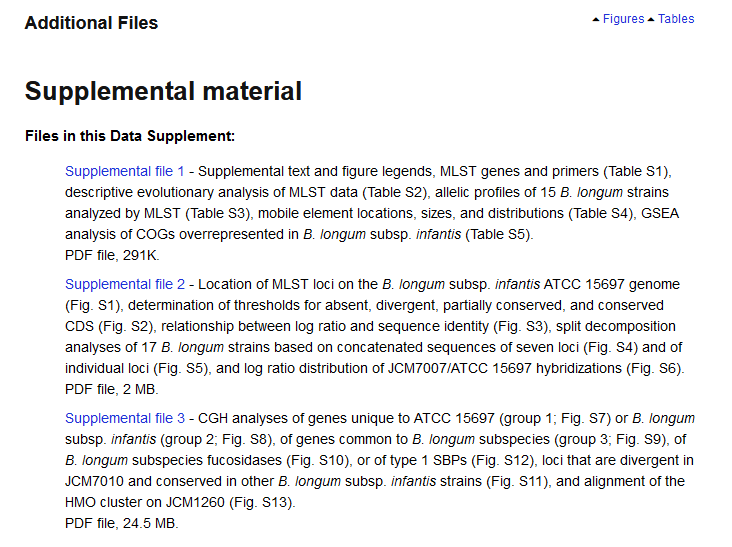 Additional Files
▲ Figures ▲ Tables
Supplemental material
Files in this Data Supplement:
Supplemental file 1 - Supplemental text and figure legends, MLST genes and primers (Table S1),
descriptive evolutionary analysis of MLST data (Table S2), allelic profiles of 15 B. longum strains
analyzed by MLST (Table S3), mobile element locations, sizes, and distributions (Table S4), GSEA
analysis of COGs overrepresented in B. longum subsp. infantis (Table S5).
PDF file, 291K.
Supplemental file 2 - Location of MLST loci on the B. longum subsp. infantis ATCC 15697 genome
(Fig. S1), determination of thresholds for absent, divergent, partially conserved, and conserved
CDS (Fig. S2), relationship between log ratio and sequence identity (Fig. S3), split decomposition
analyses of 17 B. longum strains based on concatenated sequences of seven loci (Fig. S4) and of
individual loci (Fig. S5), and log ratio distribution of JCM7007/ATCC 15697 hybridizations (Fig. S6).
PDF file, 2 MB.
Supplemental file 3 - CGH analyses of genes unique to ATCC 15697 (group 1; Fig. S7) or B. longum
subsp. infantis (group 2; Fig. S8), of genes common to B. longum subspecies (group 3; Fig. S9), of
B. longum subspecies fucosidases (Fig. S10), or of type 1 SBPs (Fig. S12), loci that are divergent in
JCM7010 and conserved in other B. longum subsp. infantis strains (Fig. S11), and alignment of the
HMO cluster on JCM1260 (Fig. S13).
PDF file, 24.5 MB.